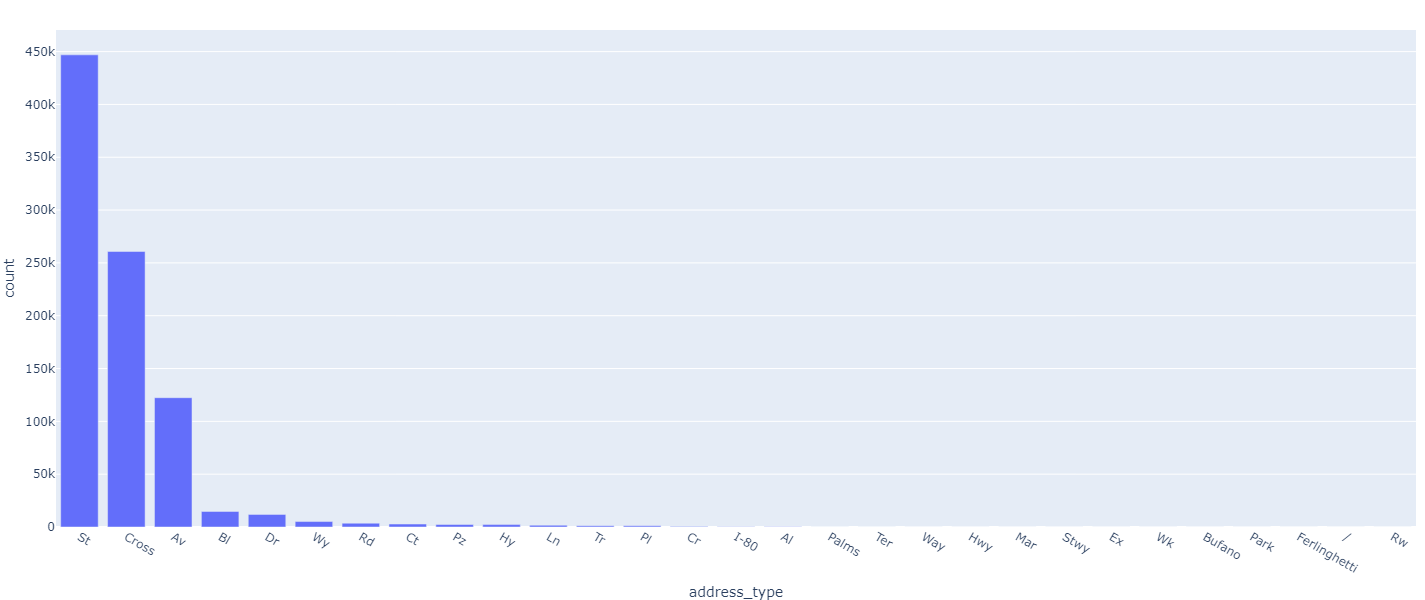 450k
400k
350k
300k
250k
200k
150k
100k
50k
0
count
St
Cross
Av
Bl
Dr
Wy
Rd
Ct
Pz
Hy
Ln
Tr
Pl
Cr
I-80
Al
Palms
Ter
Way
Hwy
Mar
Stwy
Ex
Wk
Bufano
Park
Ferlinghetti
/
Rw
address_type